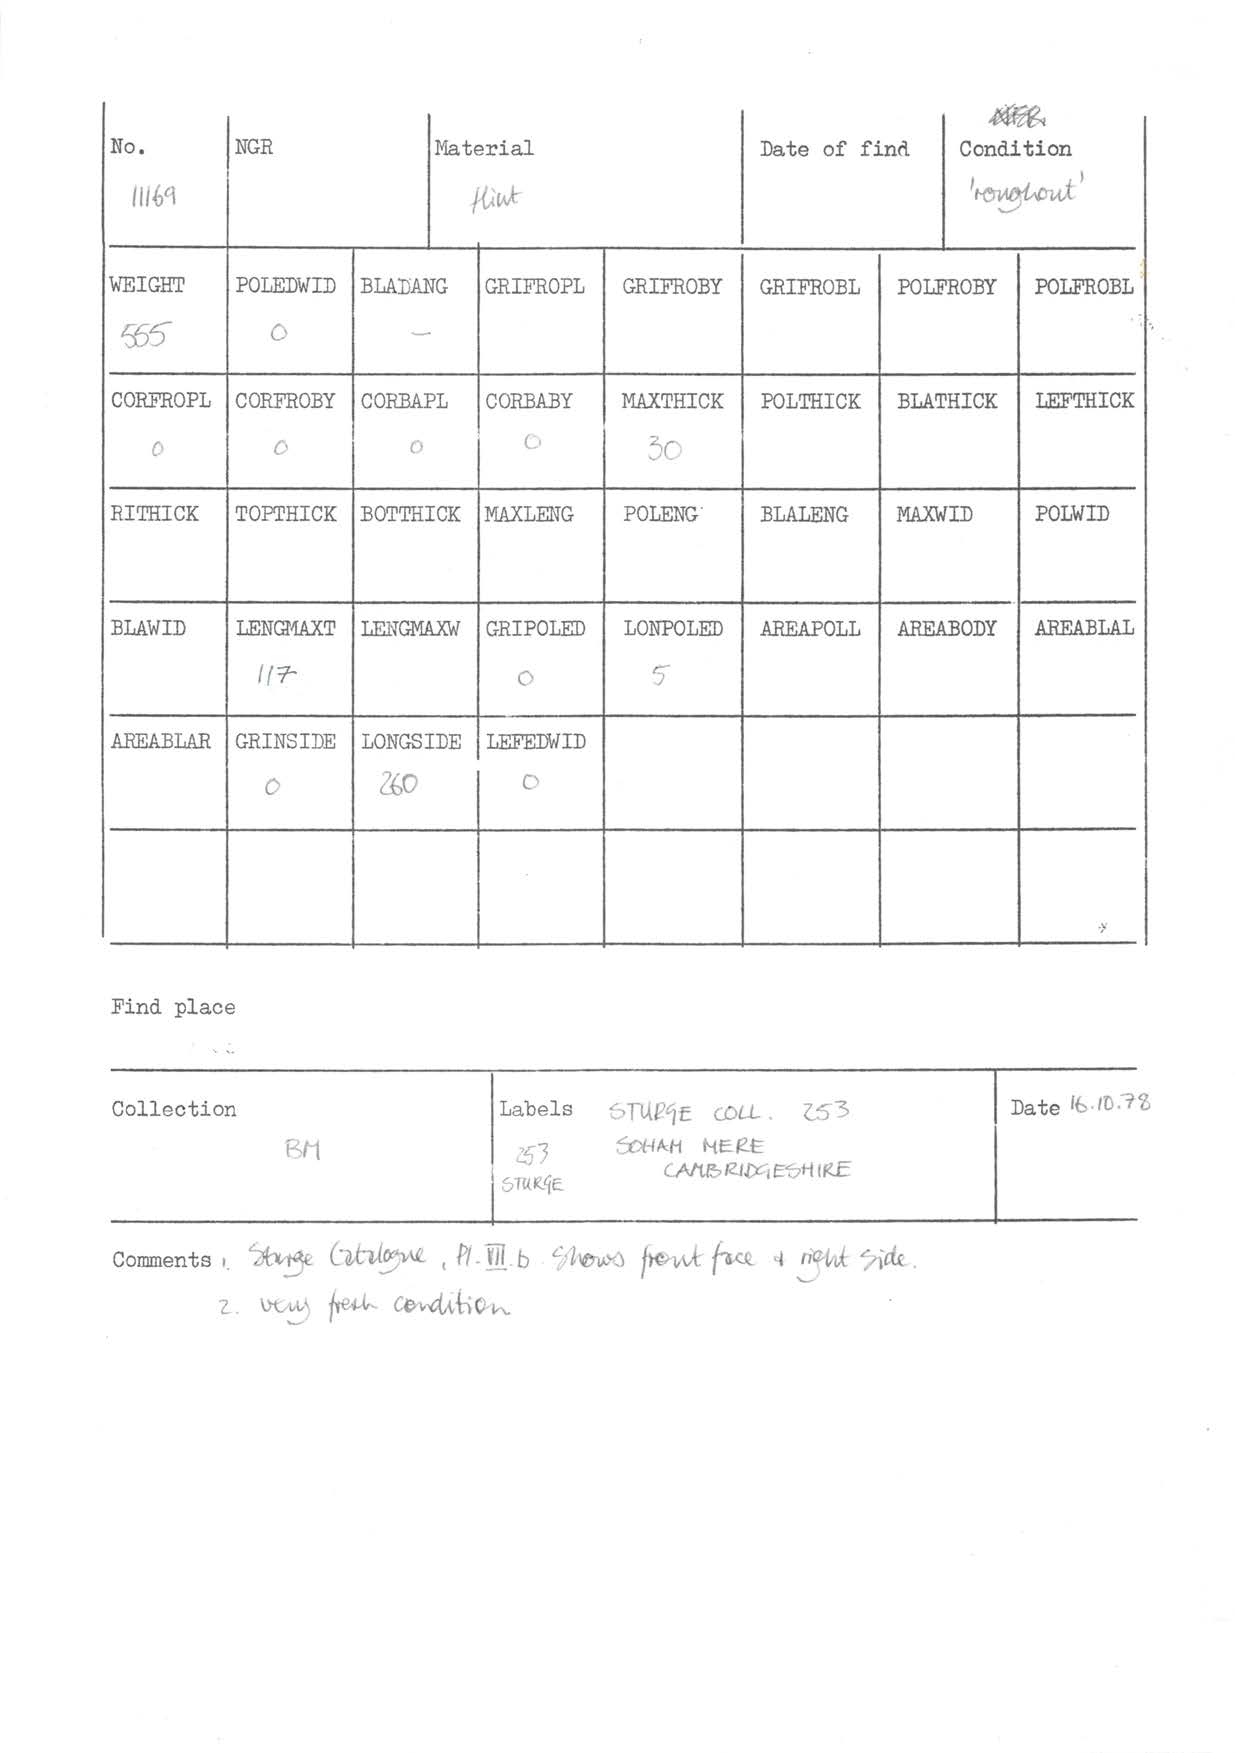 No. NGR Material Date of find Condition
11169 flint 'roughout'
WEIGHT POLEDWID BLADANG GRIFROPL GRIFROBY GRIFROBL POLFROBY POLFROBL
565 0 —
CORFROPL CORFROBY CORBAPL CORBABY MAXTHICK POLTHICK BLATHICK LEFTHICK
0 0 0 0 30
RITHICK TOPTHICK BOTTHICK MAXLENG POLENG BLALENG MAXWID POLWID
BLAWID LENGMAXT LENGMAXW GRIPOLED LONPOLED AREAPOLL AREABODY AREABLAL
117 0 5
AREABLAR GRINSIDE LONGSIDE LEFEDWID
0 260 0
Find place
Collection
BM
Labels STURGE COLL. 253
253 SOHAM MERE
STURGE CAMBRIDGESHIRE
Date 16.10.78
Comments 1. Sturge Catalogue, Pl. VII.b. Shows front face & right side.
2. very fresh condition